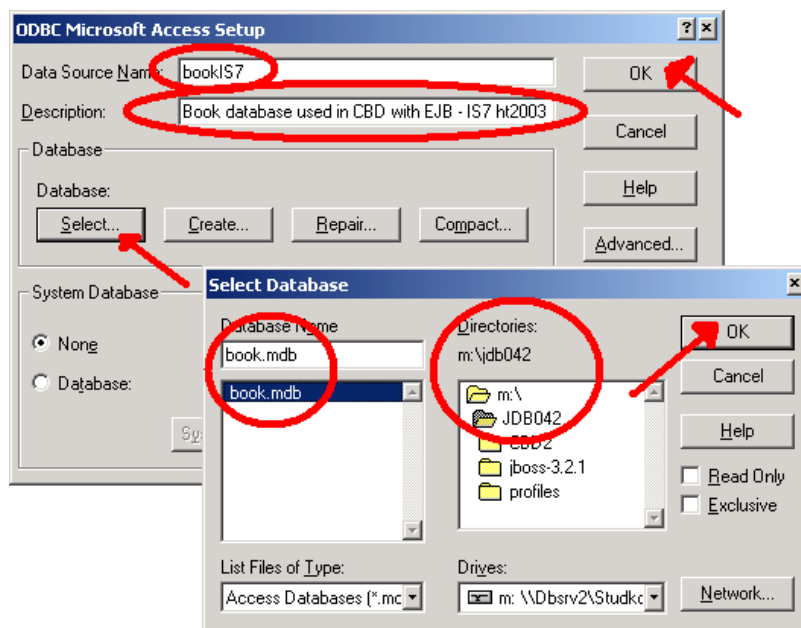 ODBC Microsoft Access Setup
Data Source Name: bookIS7
OK
Description: Book database used in CBD with EJB - IS7 ht2003
Cancel
Database
Database:
Help
Select... Create... Repair... Compact...
Advanced...
System Database
None
Database:
Select Database
Database Name
book.mdb
book.mdb
Directories:
m:\jdb042
m:\
JDB042
CBD2
jboss-3.2.1
profiles
OK
Cancel
Help
Read Only
Exclusive
List Files of Type:
Access Databases (*.mc
Drives:
m: \\Dbsrv2\Studkc
Network...